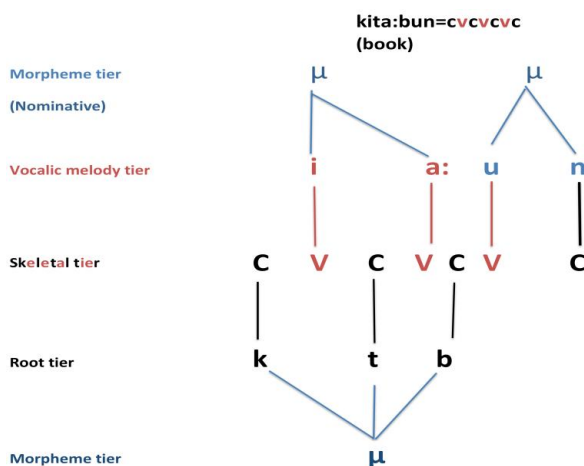 kita:bun=cvcvcvc
(book)
Morpheme tier μ μ
(Nominative)
Vocalic melody tier i a: u n
Skeletal tier C V C V C V C
Root tier k t b
Morpheme tier μ